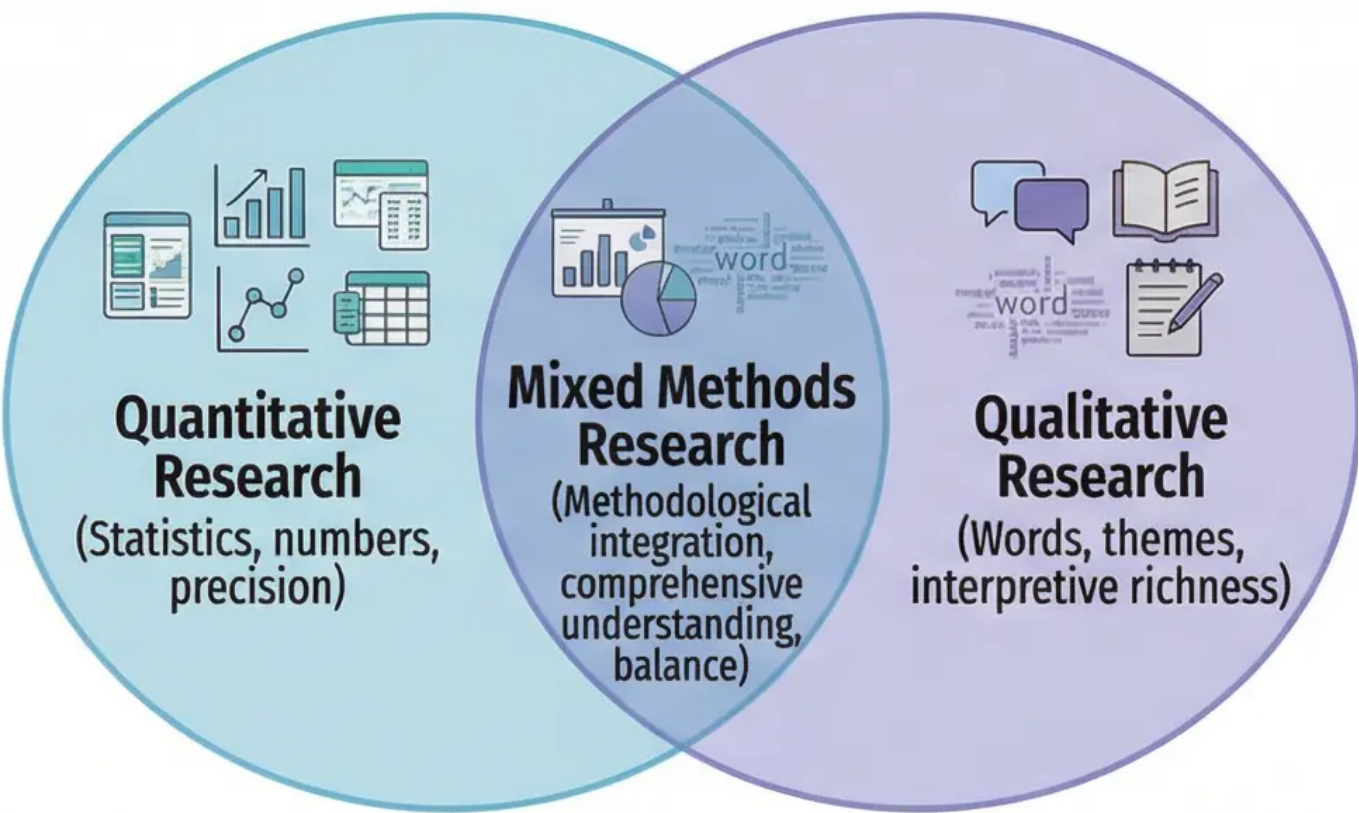 word
word
Quantitative
Research
(Statistics, numbers,
precision)
Mixed Methods
Research
(Methodological
integration,
comprehensive
understanding,
balance)
Qualitative
Research
(Words, themes,
interpretive richness)